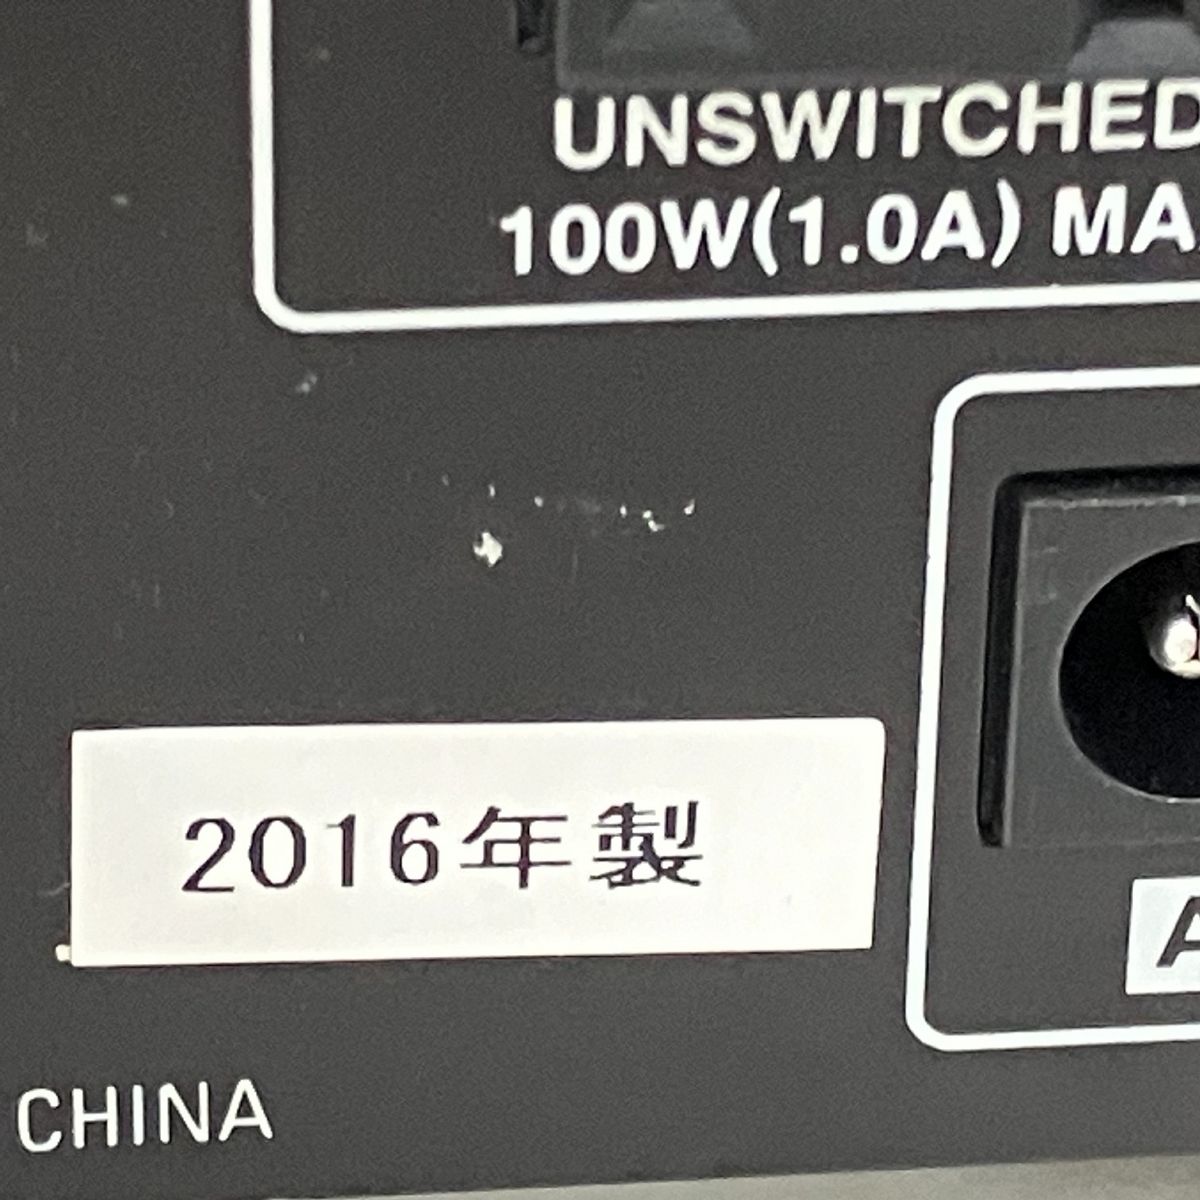 UNSWITCHED
100W(1.0A) MA
2016年製
A
CHINA